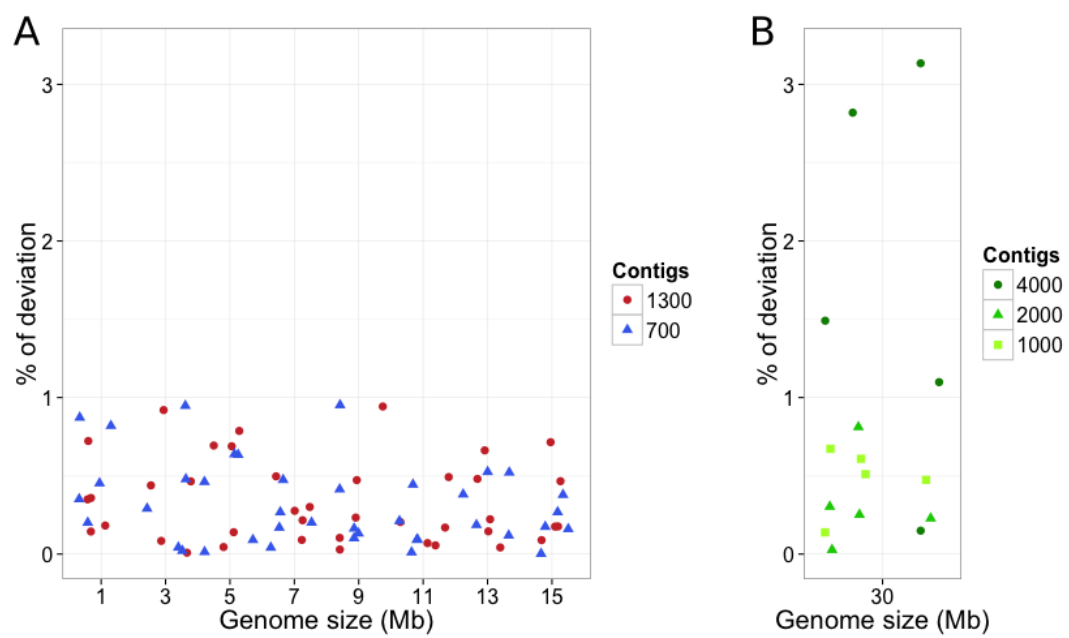 A
% of deviation
3
2
1
0
1 3 5 7 9 11 13 15
Genome size (Mb)
Contigs
1300
700
B
% of deviation
3
2
1
0
30
Genome size (Mb)
Contigs
4000
2000
1000